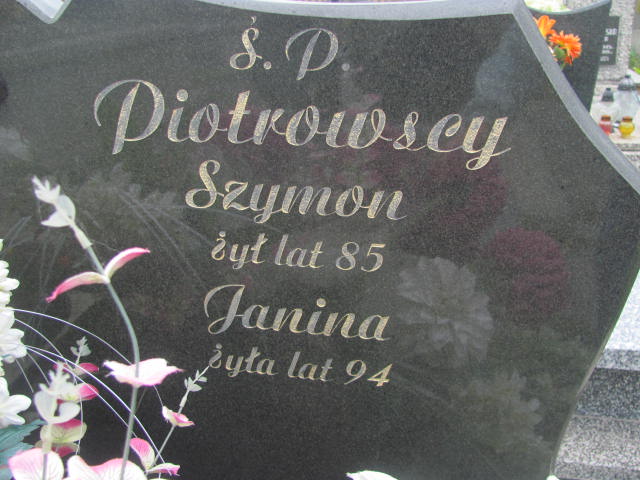 Ś. P.
Piotrowscy
Szymon
żył lat 85
Janina
żyła lat 94